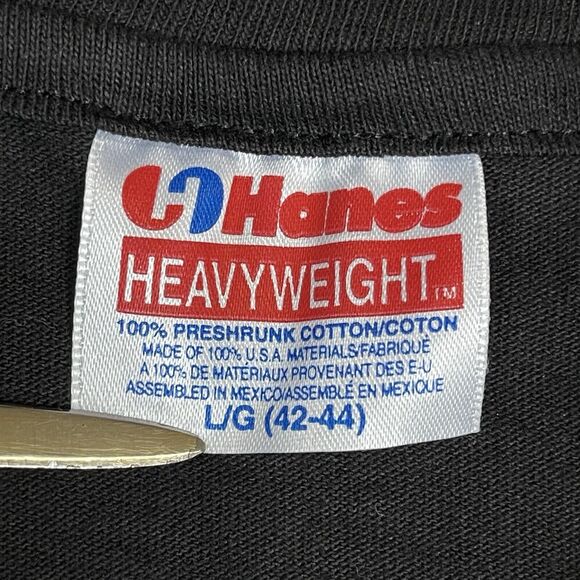 Hanes
HEAVYWEIGHT TM
100% PRESHRUNK COTTON/COTON
MADE OF 100% U.S.A. MATERIALS/FABRIQUÉ
A 100% DE MATÉRIAUX PROVENANT DES E-U
ASSEMBLED IN MEXICO/ASSEMBLÉ EN MEXIQUE
L/G (42-44)